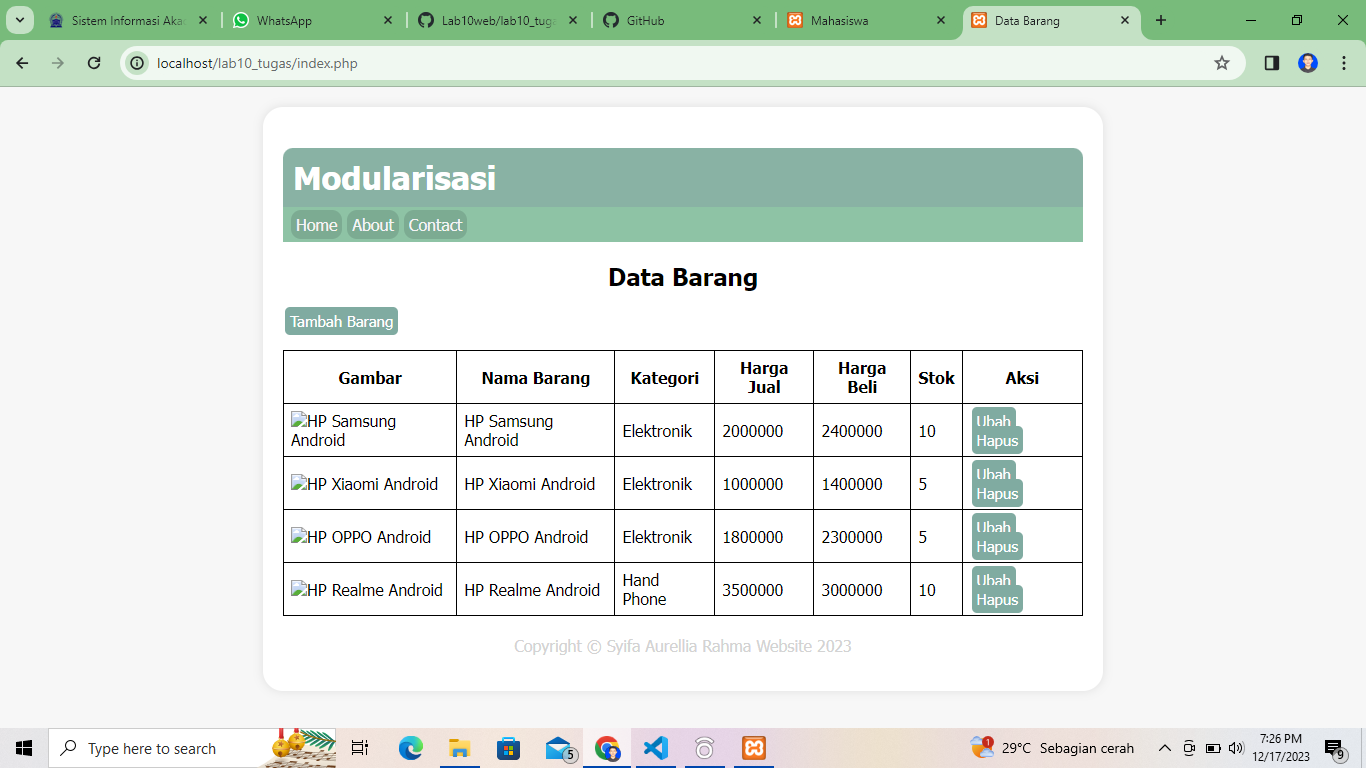 Sistem Informasi Aka
WhatsApp
Lab10web/lab10_tuga
GitHub
Mahasiswa
Data Barang
localhost/lab10_tugas/index.php
Modularisasi
Home About Contact
Data Barang
Tambah Barang
Gambar Nama Barang Kategori Harga Jual Harga Beli Stok Aksi
HP Samsung Android HP Samsung Android Elektronik 2000000 2400000 10 Ubah Hapus
HP Xiaomi Android HP Xiaomi Android Elektronik 1000000 1400000 5 Ubah Hapus
HP OPPO Android HP OPPO Android Elektronik 1800000 2300000 5 Ubah Hapus
HP Realme Android HP Realme Android Hand Phone 3500000 3000000 10 Ubah Hapus
Copyright © Syifa Aurellia Rahma Website 2023
Type here to search
5
1
29°C Sebagian cerah
7:26 PM
12/17/2023
9